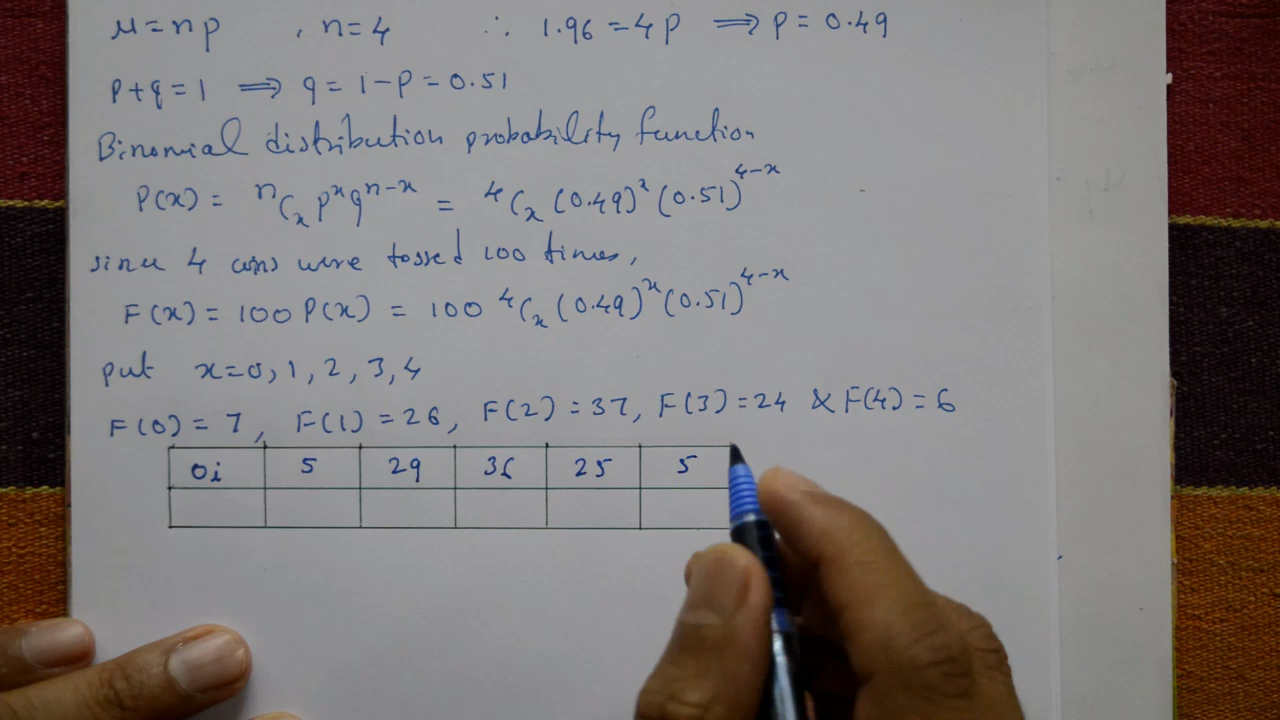 μ = np , n = 4 ∴ 1.96 = 4p ⟹ p = 0.49
p + q = 1 ⟹ q = 1 - p = 0.51
Binomial distribution probability function
P(x) = ⁿCₓ pˣ qⁿ⁻ˣ = ⁴Cₓ (0.49)ˣ (0.51)⁴⁻ˣ
since 4 coins were tossed 100 times,
F(x) = 100 P(x) = 100 ⁴Cₓ (0.49)ˣ (0.51)⁴⁻ˣ
put x = 0, 1, 2, 3, 4
F(0) = 7, F(1) = 26, F(2) = 37, F(3) = 24 & F(4) = 6
Oi 5 29 36 25 5